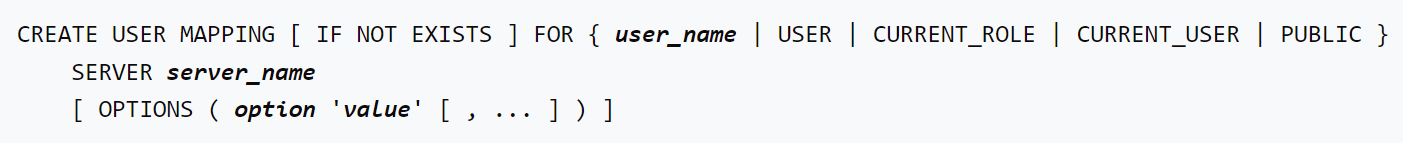 CREATE USER MAPPING [ IF NOT EXISTS ] FOR { user_name | USER | CURRENT_ROLE | CURRENT_USER | PUBLIC }
SERVER server_name
[ OPTIONS ( option 'value' [ , ... ] ) ]